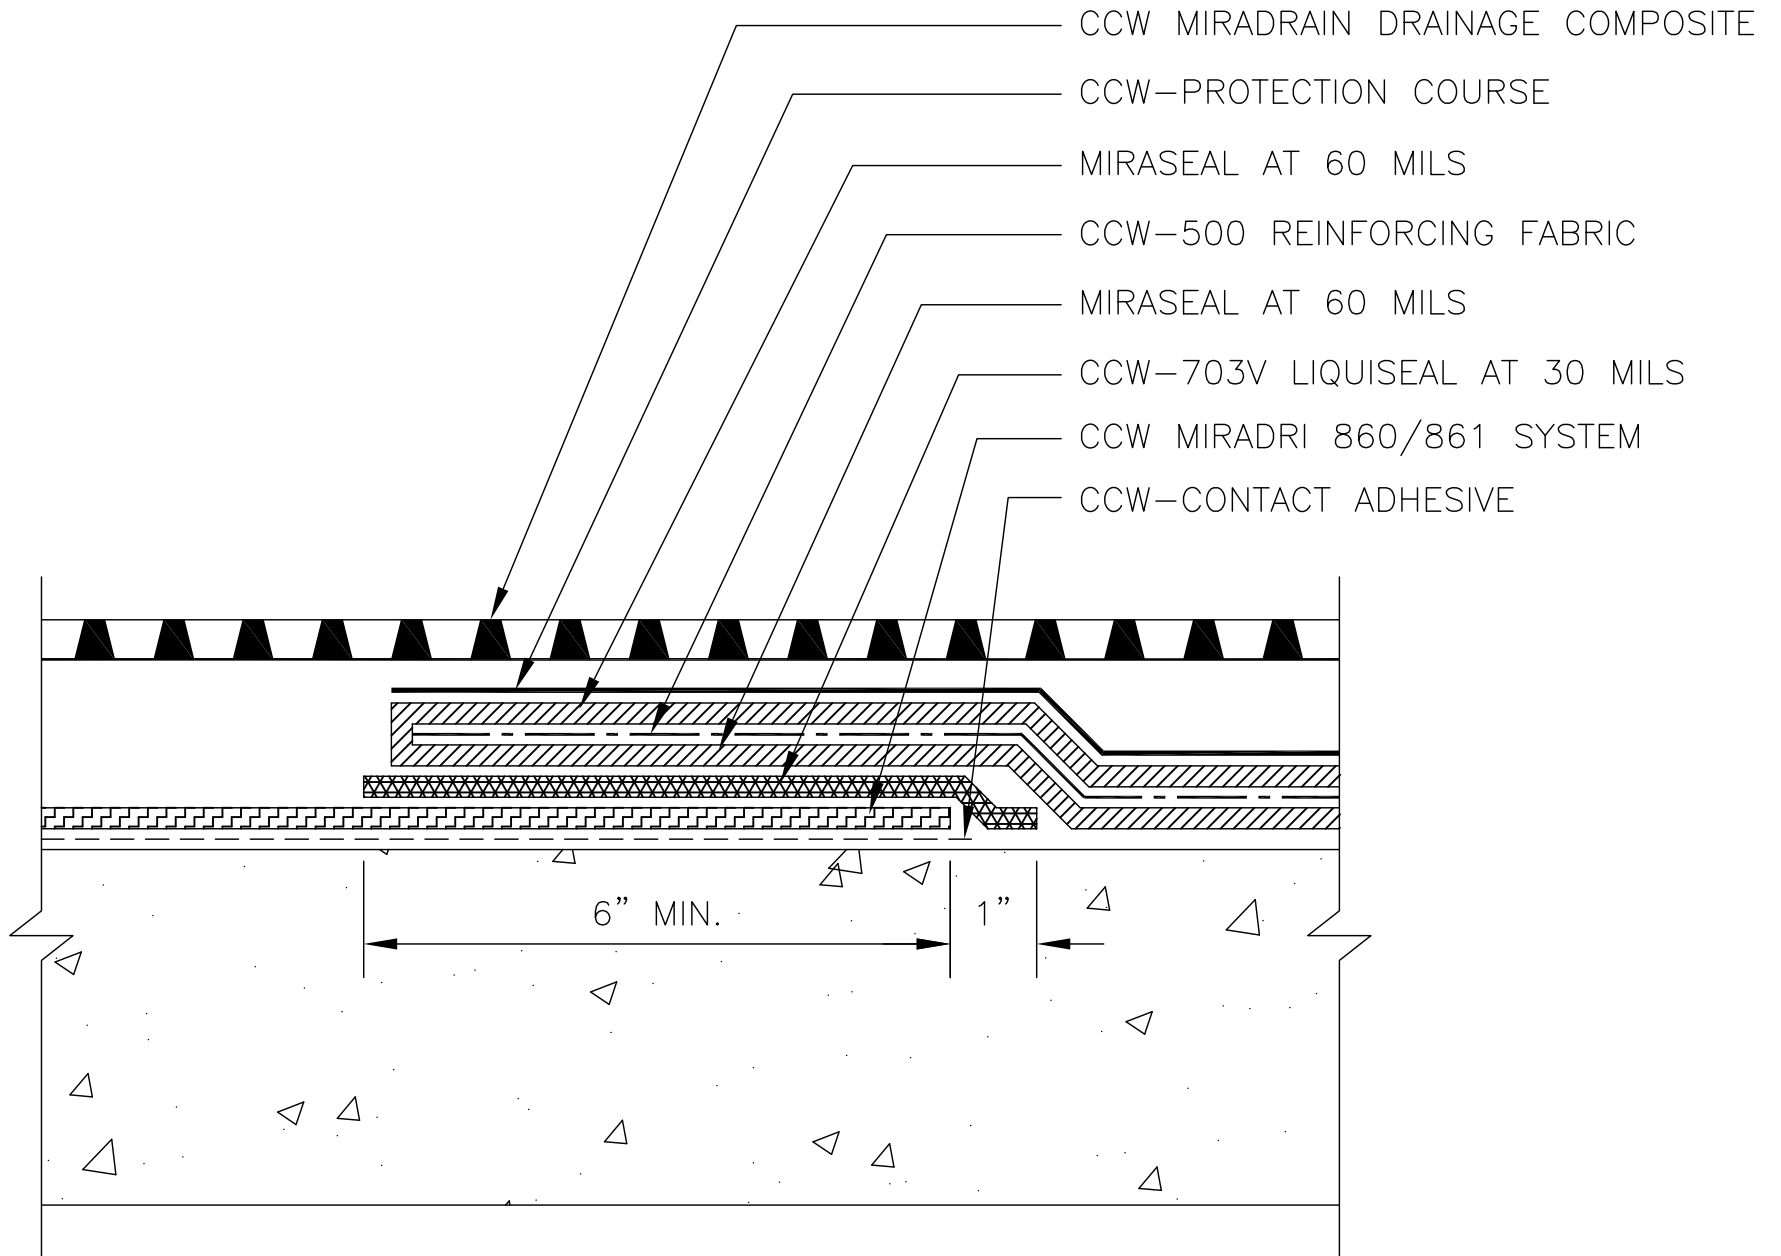 CCW MIRADRAIN DRAINAGE COMPOSITE
CCW-PROTECTION COURSE
MIRASEAL AT 60 MILS
CCW-500 REINFORCING FABRIC
MIRASEAL AT 60 MILS
CCW-703V LIQUISEAL AT 30 MILS
CCW MIRADRI 860/861 SYSTEM
CCW-CONTACT ADHESIVE
6” MIN.
1”